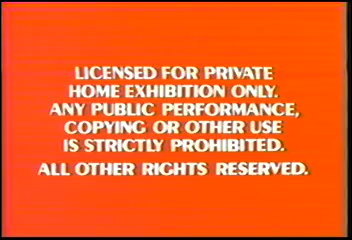 LICENSED FOR PRIVATE
HOME EXHIBITION ONLY.
ANY PUBLIC PERFORMANCE,
COPYING OR OTHER USE
IS STRICTLY PROHIBITED.
ALL OTHER RIGHTS RESERVED.